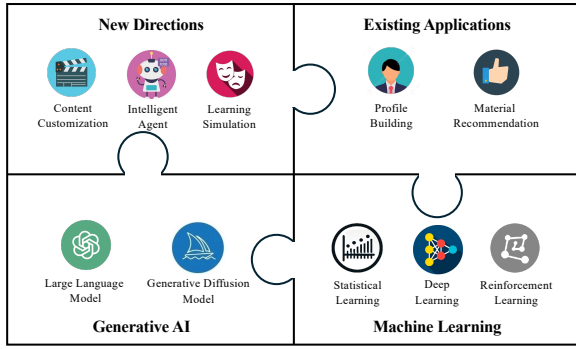 New Directions
Content
Customization
Intelligent
Agent
Learning
Simulation
Existing Applications
Profile
Building
Material
Recommendation
Large Language
Model
Generative Diffusion
Model
Generative AI
Statistical
Learning
Deep
Learning
Reinforcement
Learning
Machine Learning